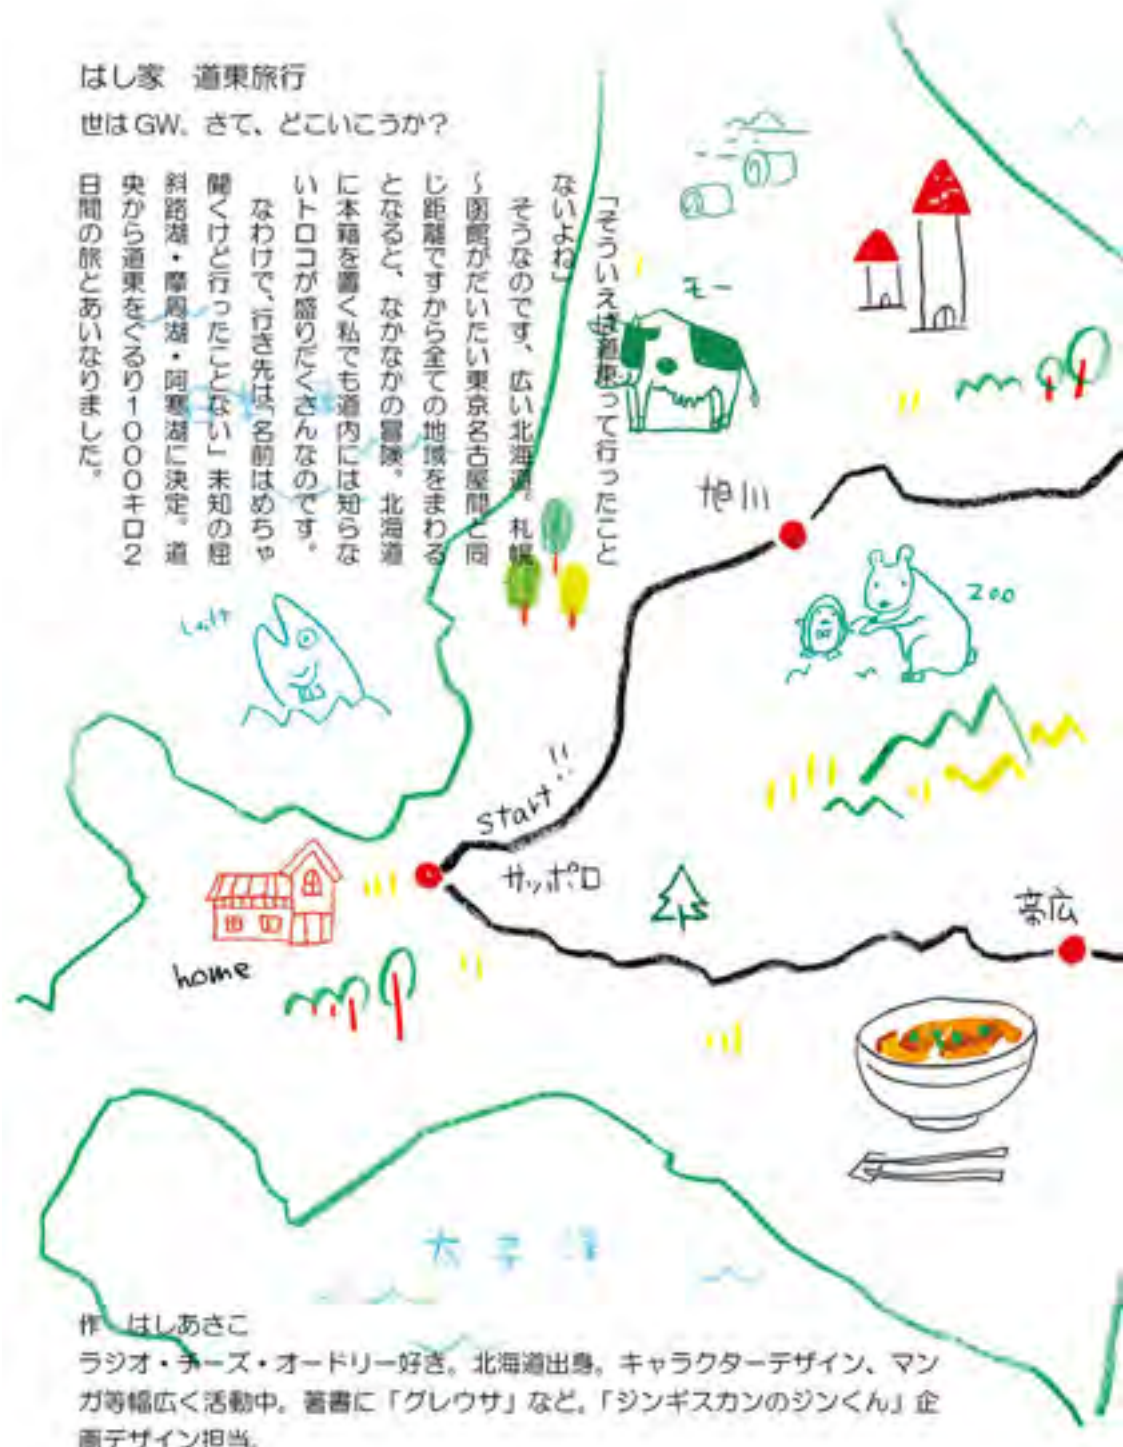 はし家　道東旅行
世はGW。さて、どこいこうか？
「そういえば道東って行ったこと
ないよね」
そうなのです、広い北海道。札幌
～函館がだいたい東京名古屋間と同
じ距離ですから全ての地域をまわる
となると、なかなかの冒険。北海道
に本籍を置く私でも道内には知らな
いトロコが盛りだくさんなのです。
なわけで、行き先は「名前はめちゃ
聞くけど行ったことない」未知の屈
斜路湖・摩周湖・阿寒湖に決定。道
央から道東をぐるり1000キロ2
日間の旅とあいなりました。
モー
旭川
zoo
start!!
サッポロ
帯広
home
作　はしあさこ
ラジオ・チーズ・オードリー好き。北海道出身。キャラクターデザイン、マン
ガ等幅広く活動中。著書に「グレウサ」など。「ジンギスカンのジンくん」企
画デザイン担当。